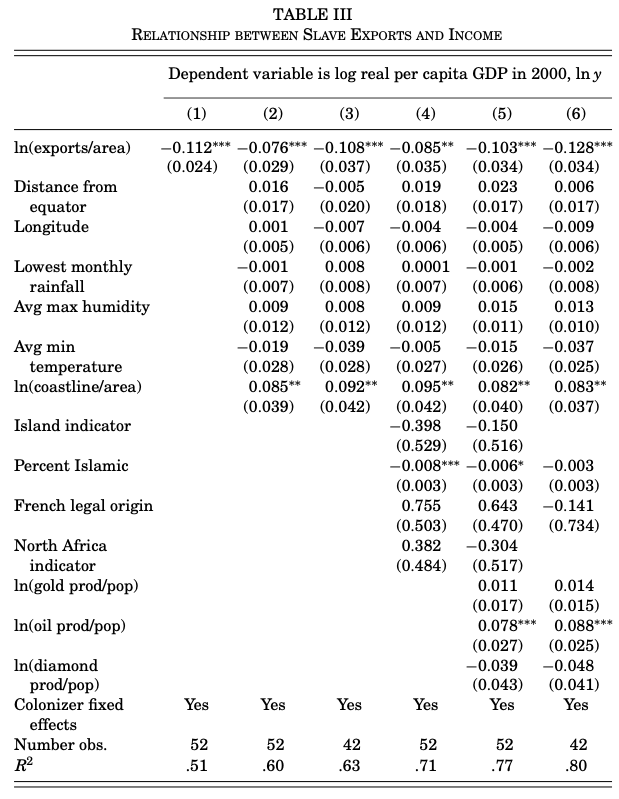 TABLE III
RELATIONSHIP BETWEEN SLAVE EXPORTS AND INCOME
Dependent variable is log real per capita GDP in 2000, ln y
(1) (2) (3) (4) (5) (6)
ln(exports/area) −0.112*** −0.076*** −0.108*** −0.085** −0.103*** −0.128***
(0.024) (0.029) (0.037) (0.035) (0.034) (0.034)
Distance from 0.016 −0.005 0.019 0.023 0.006
equator (0.017) (0.020) (0.018) (0.017) (0.017)
Longitude 0.001 −0.007 −0.004 −0.004 −0.009
(0.005) (0.006) (0.006) (0.005) (0.006)
Lowest monthly −0.001 0.008 0.0001 −0.001 −0.002
rainfall (0.007) (0.008) (0.007) (0.006) (0.008)
Avg max humidity 0.009 0.008 0.009 0.015 0.013
(0.012) (0.012) (0.012) (0.011) (0.010)
Avg min −0.019 −0.039 −0.005 −0.015 −0.037
temperature (0.028) (0.028) (0.027) (0.026) (0.025)
ln(coastline/area) 0.085** 0.092** 0.095** 0.082** 0.083**
(0.039) (0.042) (0.042) (0.040) (0.037)
Island indicator −0.398 −0.150
(0.529) (0.516)
Percent Islamic −0.008*** −0.006* −0.003
(0.003) (0.003) (0.003)
French legal origin 0.755 0.643 −0.141
(0.503) (0.470) (0.734)
North Africa 0.382 −0.304
indicator (0.484) (0.517)
ln(gold prod/pop) 0.011 0.014
(0.017) (0.015)
ln(oil prod/pop) 0.078*** 0.088***
(0.027) (0.025)
ln(diamond −0.039 −0.048
prod/pop) (0.043) (0.041)
Colonizer fixed Yes Yes Yes Yes Yes Yes
effects
Number obs. 52 52 42 52 52 42
R² .51 .60 .63 .71 .77 .80